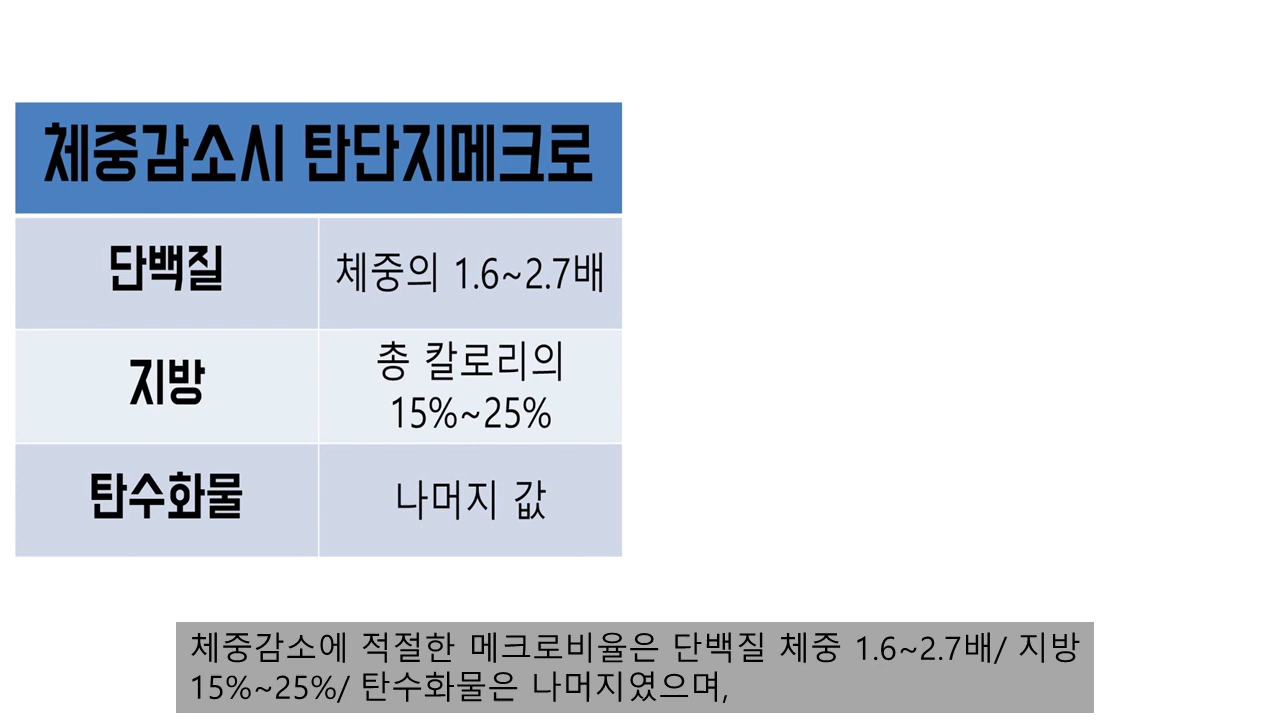 체중감소시 탄단지메크로
단백질
체중의 1.6~2.7배
지방
총 칼로리의
15%~25%
탄수화물
나머지 값
체중감소에 적절한 메크로비율은 단백질 체중 1.6~2.7배/ 지방
15%~25%/ 탄수화물은 나머지였으며,